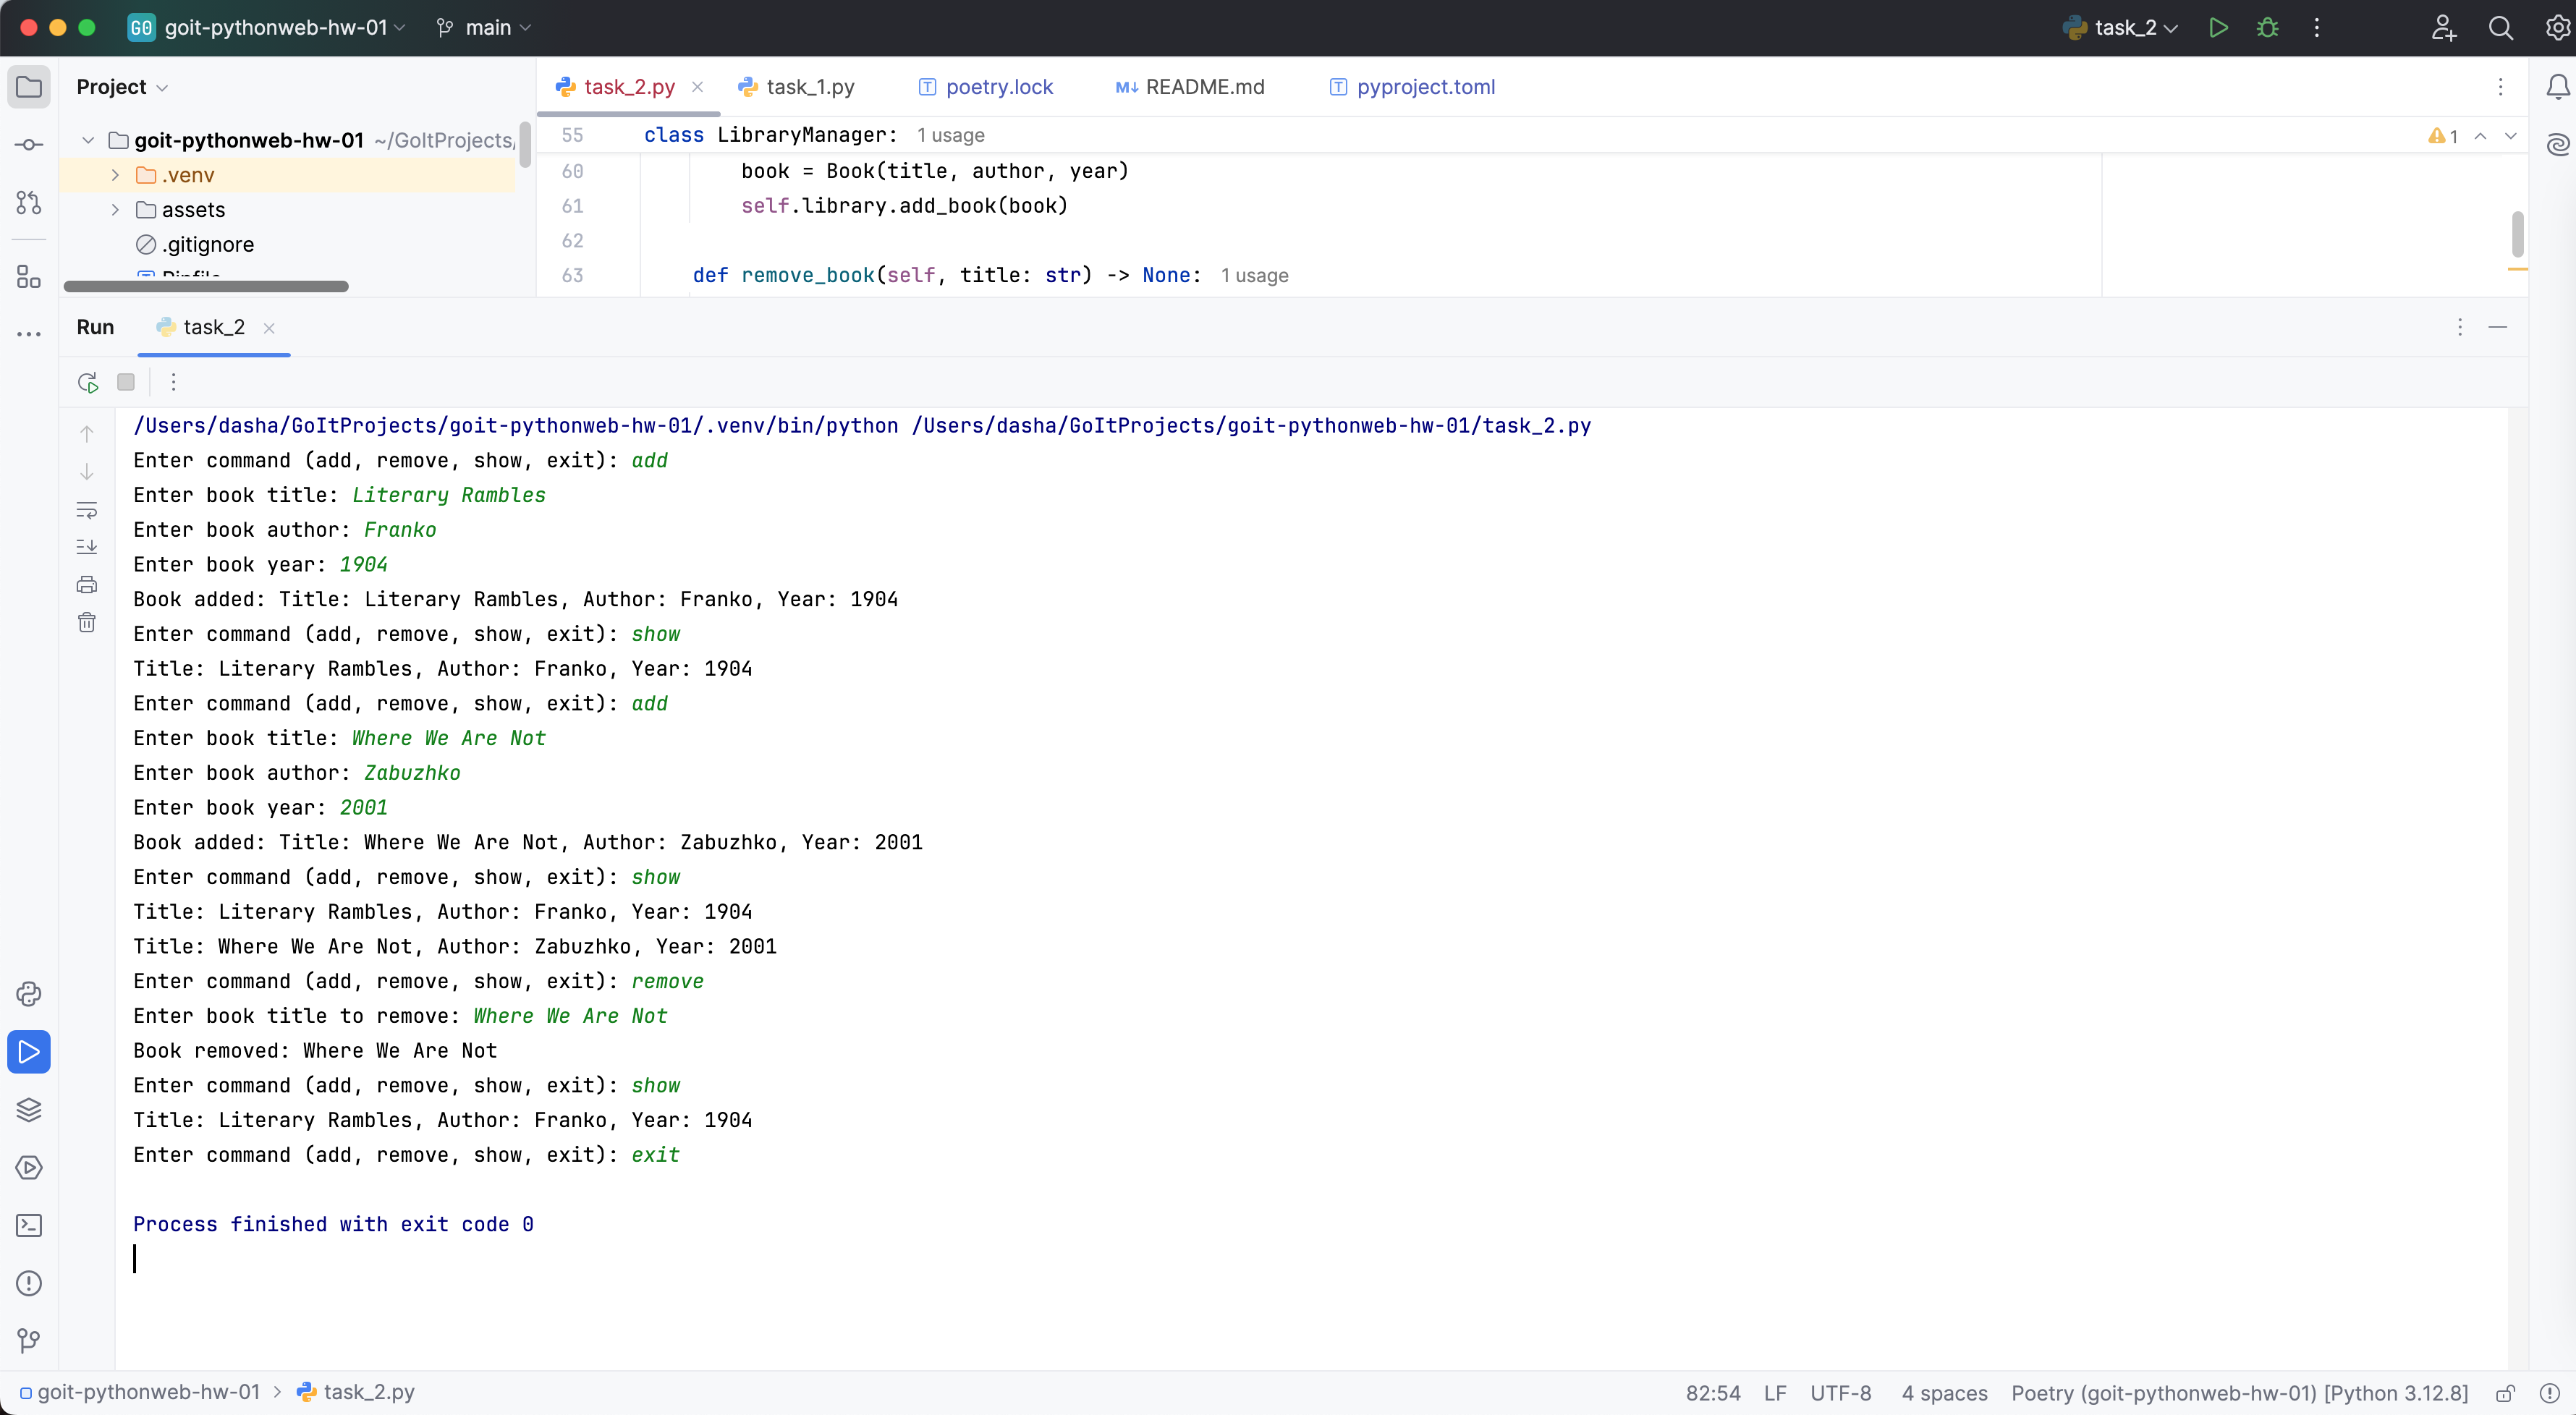 GO goit-pythonweb-hw-01 main task_2
Project
task_2.py task_1.py poetry.lock M↓ README.md pyproject.toml
goit-pythonweb-hw-01 ~/GoItProjects/
.venv
assets
.gitignore
Pipfile
55 class LibraryManager: 1 usage 1
60 book = Book(title, author, year)
61 self.library.add_book(book)
62
63 def remove_book(self, title: str) -> None: 1 usage
Run task_2
/Users/dasha/GoItProjects/goit-pythonweb-hw-01/.venv/bin/python /Users/dasha/GoItProjects/goit-pythonweb-hw-01/task_2.py
Enter command (add, remove, show, exit): add
Enter book title: Literary Rambles
Enter book author: Franko
Enter book year: 1904
Book added: Title: Literary Rambles, Author: Franko, Year: 1904
Enter command (add, remove, show, exit): show
Title: Literary Rambles, Author: Franko, Year: 1904
Enter command (add, remove, show, exit): add
Enter book title: Where We Are Not
Enter book author: Zabuzhko
Enter book year: 2001
Book added: Title: Where We Are Not, Author: Zabuzhko, Year: 2001
Enter command (add, remove, show, exit): show
Title: Literary Rambles, Author: Franko, Year: 1904
Title: Where We Are Not, Author: Zabuzhko, Year: 2001
Enter command (add, remove, show, exit): remove
Enter book title to remove: Where We Are Not
Book removed: Where We Are Not
Enter command (add, remove, show, exit): show
Title: Literary Rambles, Author: Franko, Year: 1904
Enter command (add, remove, show, exit): exit
Process finished with exit code 0
goit-pythonweb-hw-01 > task_2.py 82:54 LF UTF-8 4 spaces Poetry (goit-pythonweb-hw-01) [Python 3.12.8]